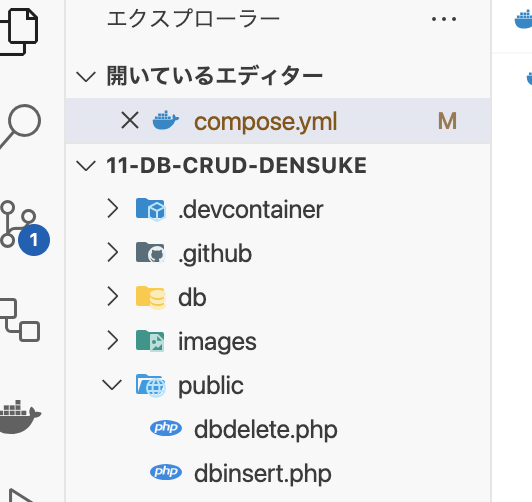 エクスプローラー
開いているエディター
compose.yml M
11-DB-CRUD-DENSUKE
.devcontainer
.github
1
db
images
public
php dbdelete.php
php dbinsert.php